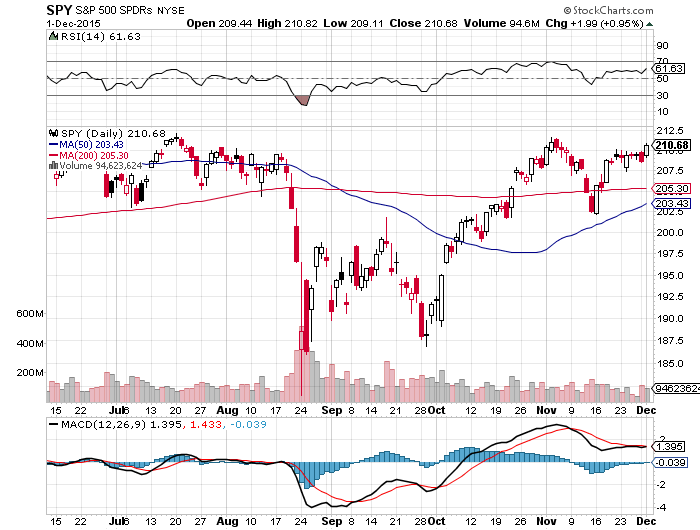 SPY S&P 500 SPDRs NYSE © StockCharts.com
1-Dec-2015 Open 209.44 High 210.82 Low 209.11 Close 210.68 Volume 94.6M Chg +1.99 (+0.95%)
RSI(14) 61.63
90
70
61.63
50
30
10
SPY (Daily) 210.68
MA(50) 203.43
MA(200) 205.30
Volume 94,623,624
212.5
210.68
207.5
205.30
203.43
200.0
197.5
195.0
192.5
190.0
187.5
185.0
600M
400M
200M
9462362
15 22 Jul 6 13 20 27 Aug 10 17 24 Sep 8 14 21 28 Oct 12 19 26 Nov 9 16 23 Dec
MACD(12,26,9) 1.395, 1.433, -0.039
2
1.395
-0.039
-2
-4
15 22 Jul 6 13 20 27 Aug 10 17 24 Sep 8 14 21 28 Oct 12 19 26 Nov 9 16 23 Dec